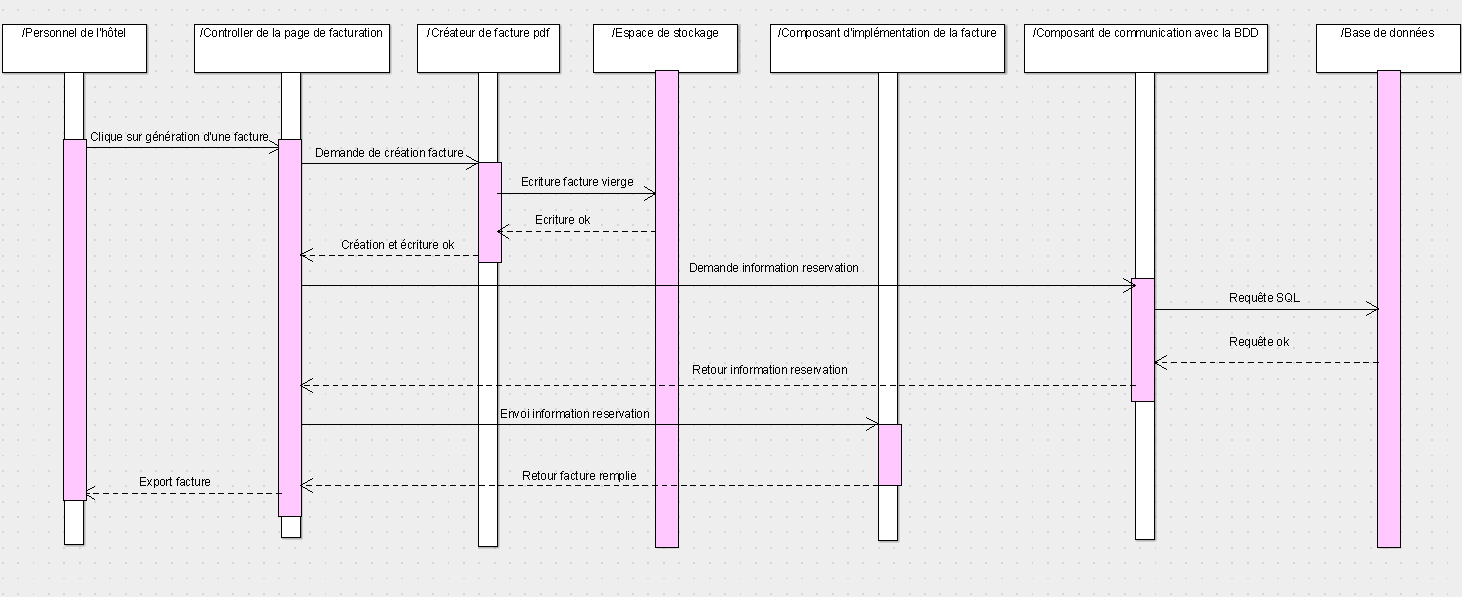 /Personnel de l'hôtel
/Controller de la page de facturation
/Créateur de facture pdf
/Espace de stockage
/Composant d'implémentation de la facture
/Composant de communication avec la BDD
/Base de données
Clique sur génération d'une facture
Demande de création facture
Ecriture facture vierge
Ecriture ok
Création et écriture ok
Demande information reservation
Requête SQL
Requête ok
Retour information reservation
Envoi information reservation
Retour facture remplie
Export facture